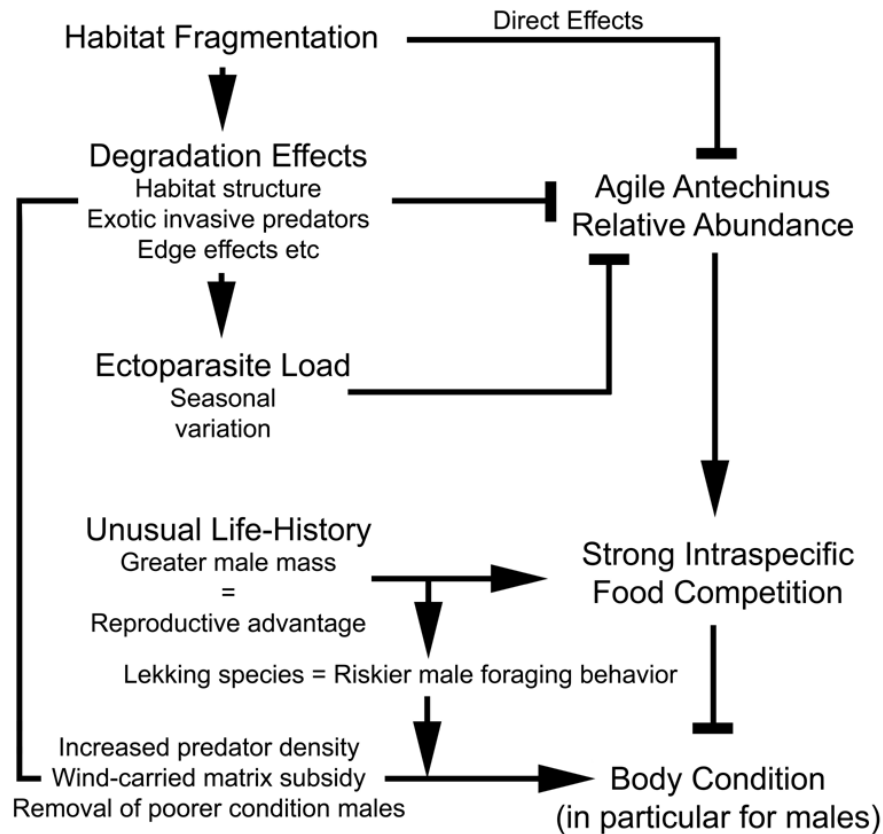 Direct Effects
Habitat Fragmentation
Degradation Effects
Habitat structure
Exotic invasive predators
Edge effects etc
Agile Antechinus
Relative Abundance
Ectoparasite Load
Seasonal
variation
Unusual Life-History
Greater male mass
=
Reproductive advantage
Strong Intraspecific
Food Competition
Lekking species = Riskier male foraging behavior
Increased predator density
Wind-carried matrix subsidy
Removal of poorer condition males
Body Condition
(in particular for males)